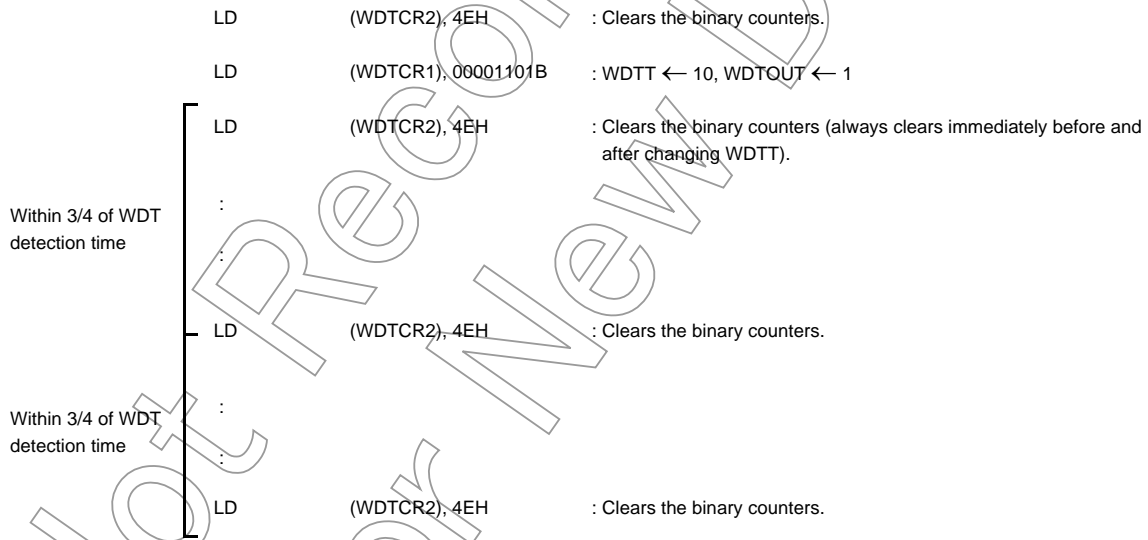 LD (WDTCR2), 4EH : Clears the binary counters.
LD (WDTCR1), 00001101B : WDTT ← 10, WDTOUT ← 1
LD (WDTCR2), 4EH : Clears the binary counters (always clears immediately before and
after changing WDTT).
Within 3/4 of WDT :
detection time
:
LD (WDTCR2), 4EH : Clears the binary counters.
Within 3/4 of WDT :
detection time
:
LD (WDTCR2), 4EH : Clears the binary counters.